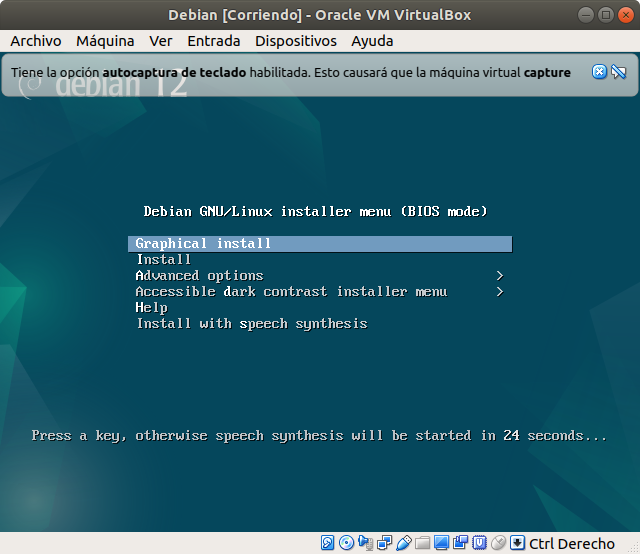 Debian [Corriendo] - Oracle VM VirtualBox
Archivo Máquina Ver Entrada Dispositivos Ayuda
Tiene la opción autocaptura de teclado habilitada. Esto causará que la máquina virtual capture
debian 12
Debian GNU/Linux installer menu (BIOS mode)
Graphical install
Install
Advanced options >
Accessible dark contrast installer menu >
Help
Install with speech synthesis
Press a key, otherwise speech synthesis will be started in 24 seconds...
Ctrl Derecho